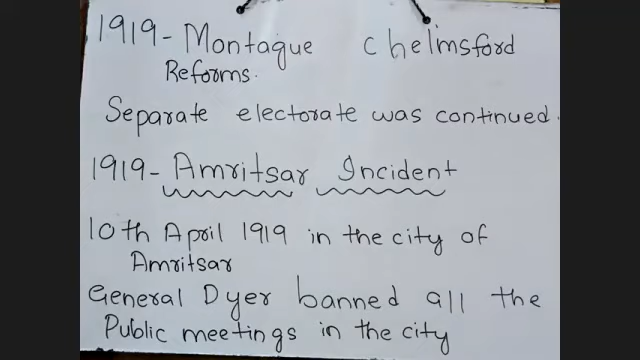 1919 - Montague Chelmsford
Reforms.
Separate electorate was continued.
1919 - Amritsar Incident
10th April 1919 in the city of
Amritsar
General Dyer banned all the
Public meetings in the city